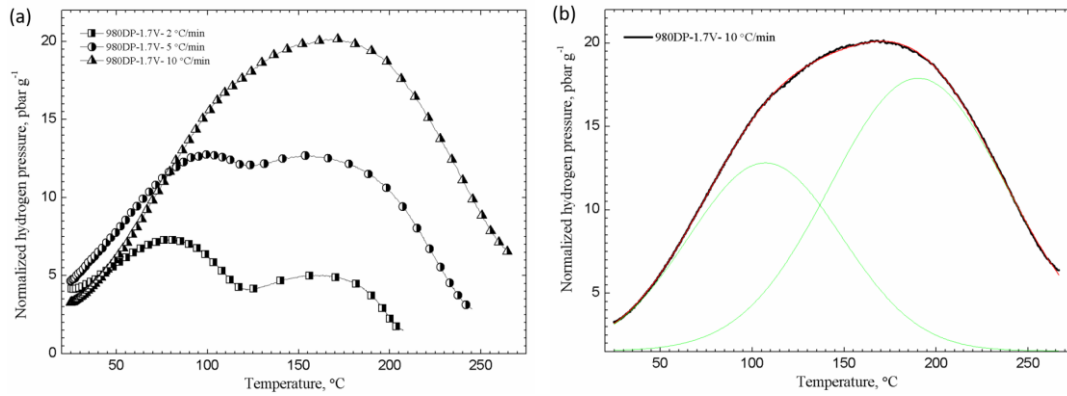 (a)
980DP-1.7V- 2 °C/min
980DP-1.7V- 5 °C/min
980DP-1.7V- 10 °C/min
Normalized hydrogen pressure, pbar g-1
20
15
10
5
0
50
100
150
200
250
Temperature, °C
(b)
980DP-1.7V- 10 °C/min
Normalized hydrogen pressure, pbar g-1
20
15
10
5
50
100
150
200
250
Temperature, °C